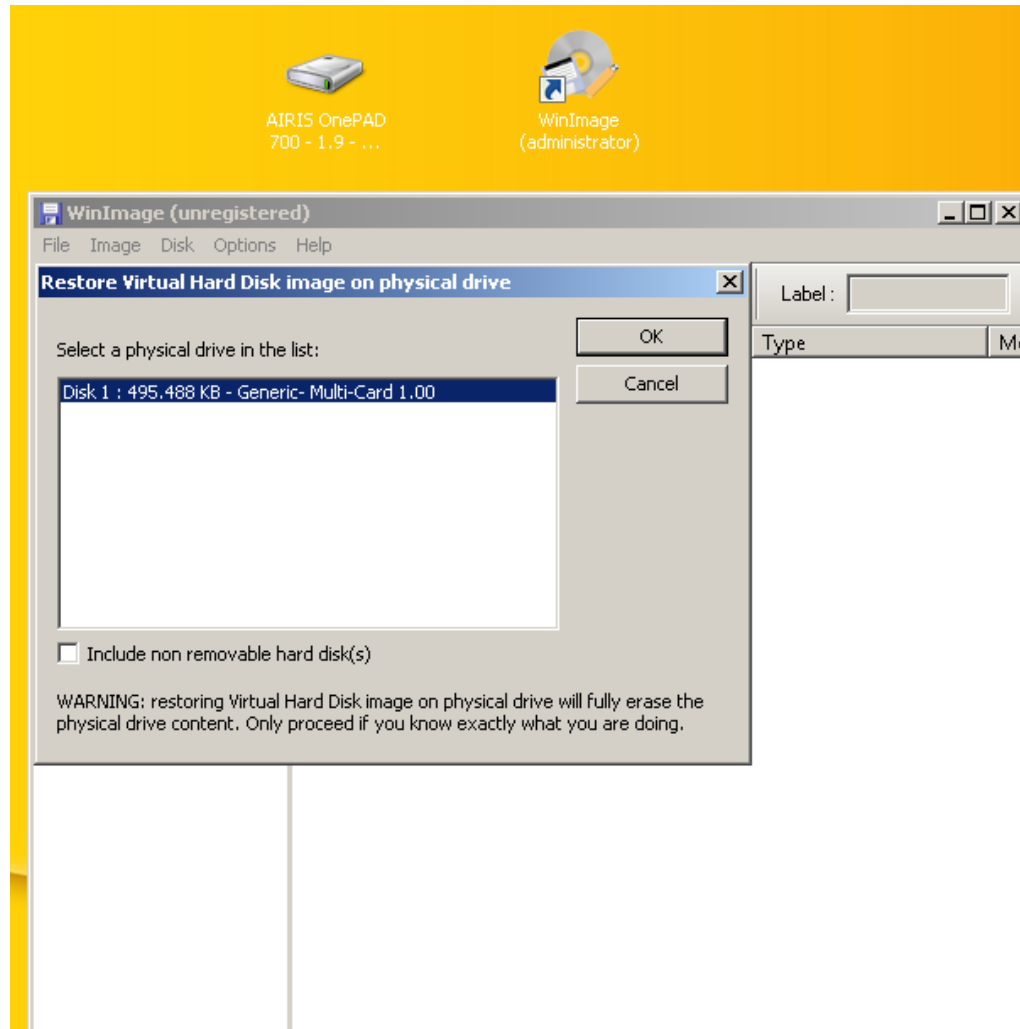 AIRIS OnePAD
700 - 1.9 - ...
WinImage
(administrator)
WinImage (unregistered)
File Image Disk Options Help
Restore Virtual Hard Disk image on physical drive
Label :
Select a physical drive in the list:
OK
Type
Cancel
Disk 1 : 495.488 KB - Generic- Multi-Card 1.00
Include non removable hard disk(s)
WARNING: restoring Virtual Hard Disk image on physical drive will fully erase the
physical drive content. Only proceed if you know exactly what you are doing.